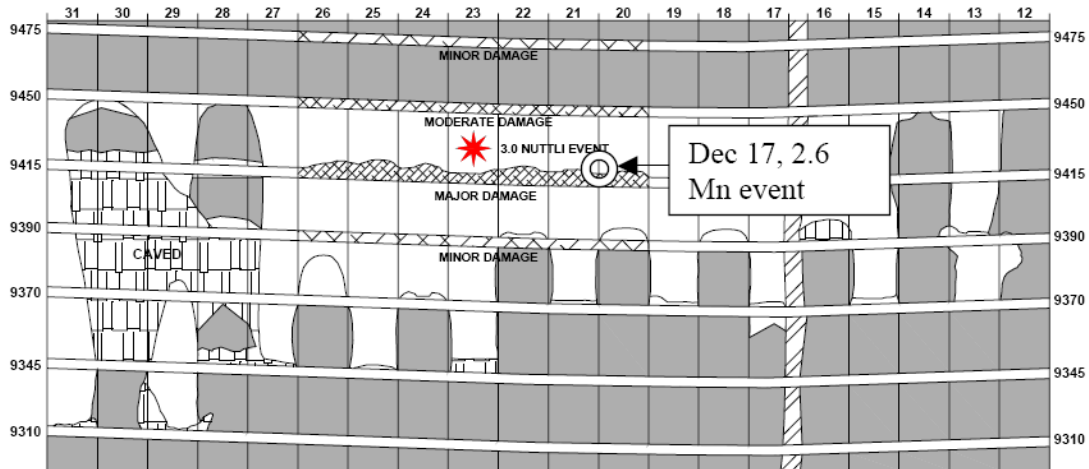 31 30 29 28 27 26 25 24 23 22 21 20 19 18 17 16 15 14 13 12
9475 9475
MINOR DAMAGE
9450 9450
MODERATE DAMAGE
3.0 NUTTLI EVENT
Dec 17, 2.6
Mn event
9415 9415
MAJOR DAMAGE
9390 9390
CAVED
MINOR DAMAGE
9370 9370
9345 9345
9310 9310